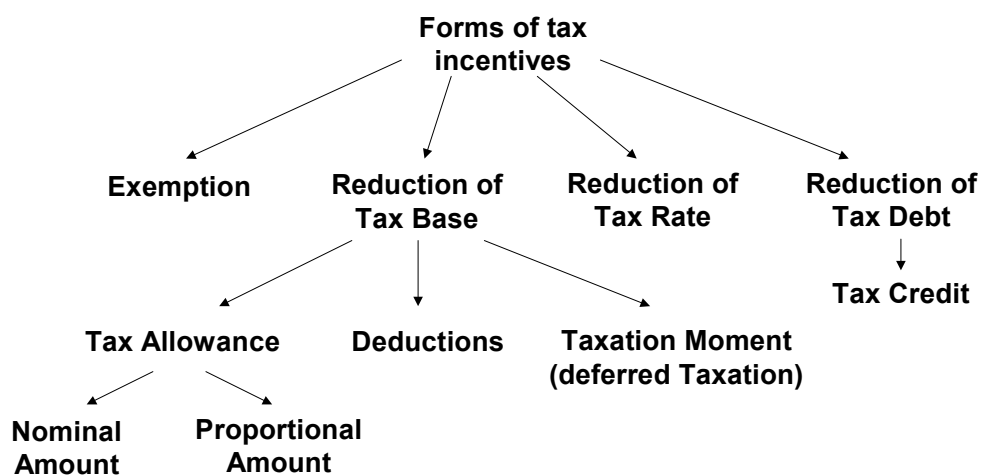 Forms of tax
incentives
Exemption
Reduction of
Tax Base
Reduction of
Tax Rate
Reduction of
Tax Debt
Tax Credit
Tax Allowance
Deductions
Taxation Moment
(deferred Taxation)
Nominal
Amount
Proportional
Amount